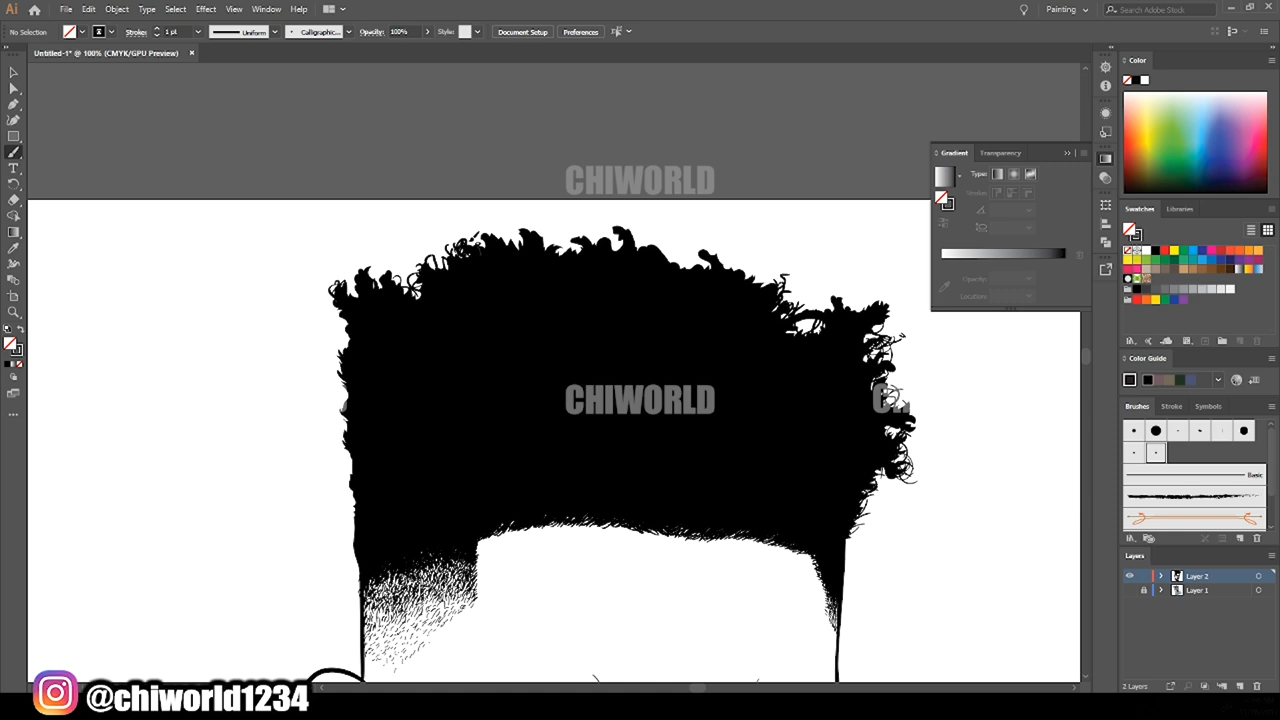 Ai File Edit Object Type Select Effect View Window Help Painting Search Adobe Stock
No Selection Stroke: 1 pt Uniform Calligraphic... Opacity: 100% Style: Document Setup Preferences
Untitled-1* @ 100% (CMYK/GPU Preview) ×
Color
Gradient Transparency
Type:
Stroke:
Opacity:
Location:
Swatches Libraries
Color Guide
Brushes Stroke Symbols
Basic
Layers
Layer 2
Layer 1
2 Layers
CHIWORLD
CHIWORLD
@chiworld1234